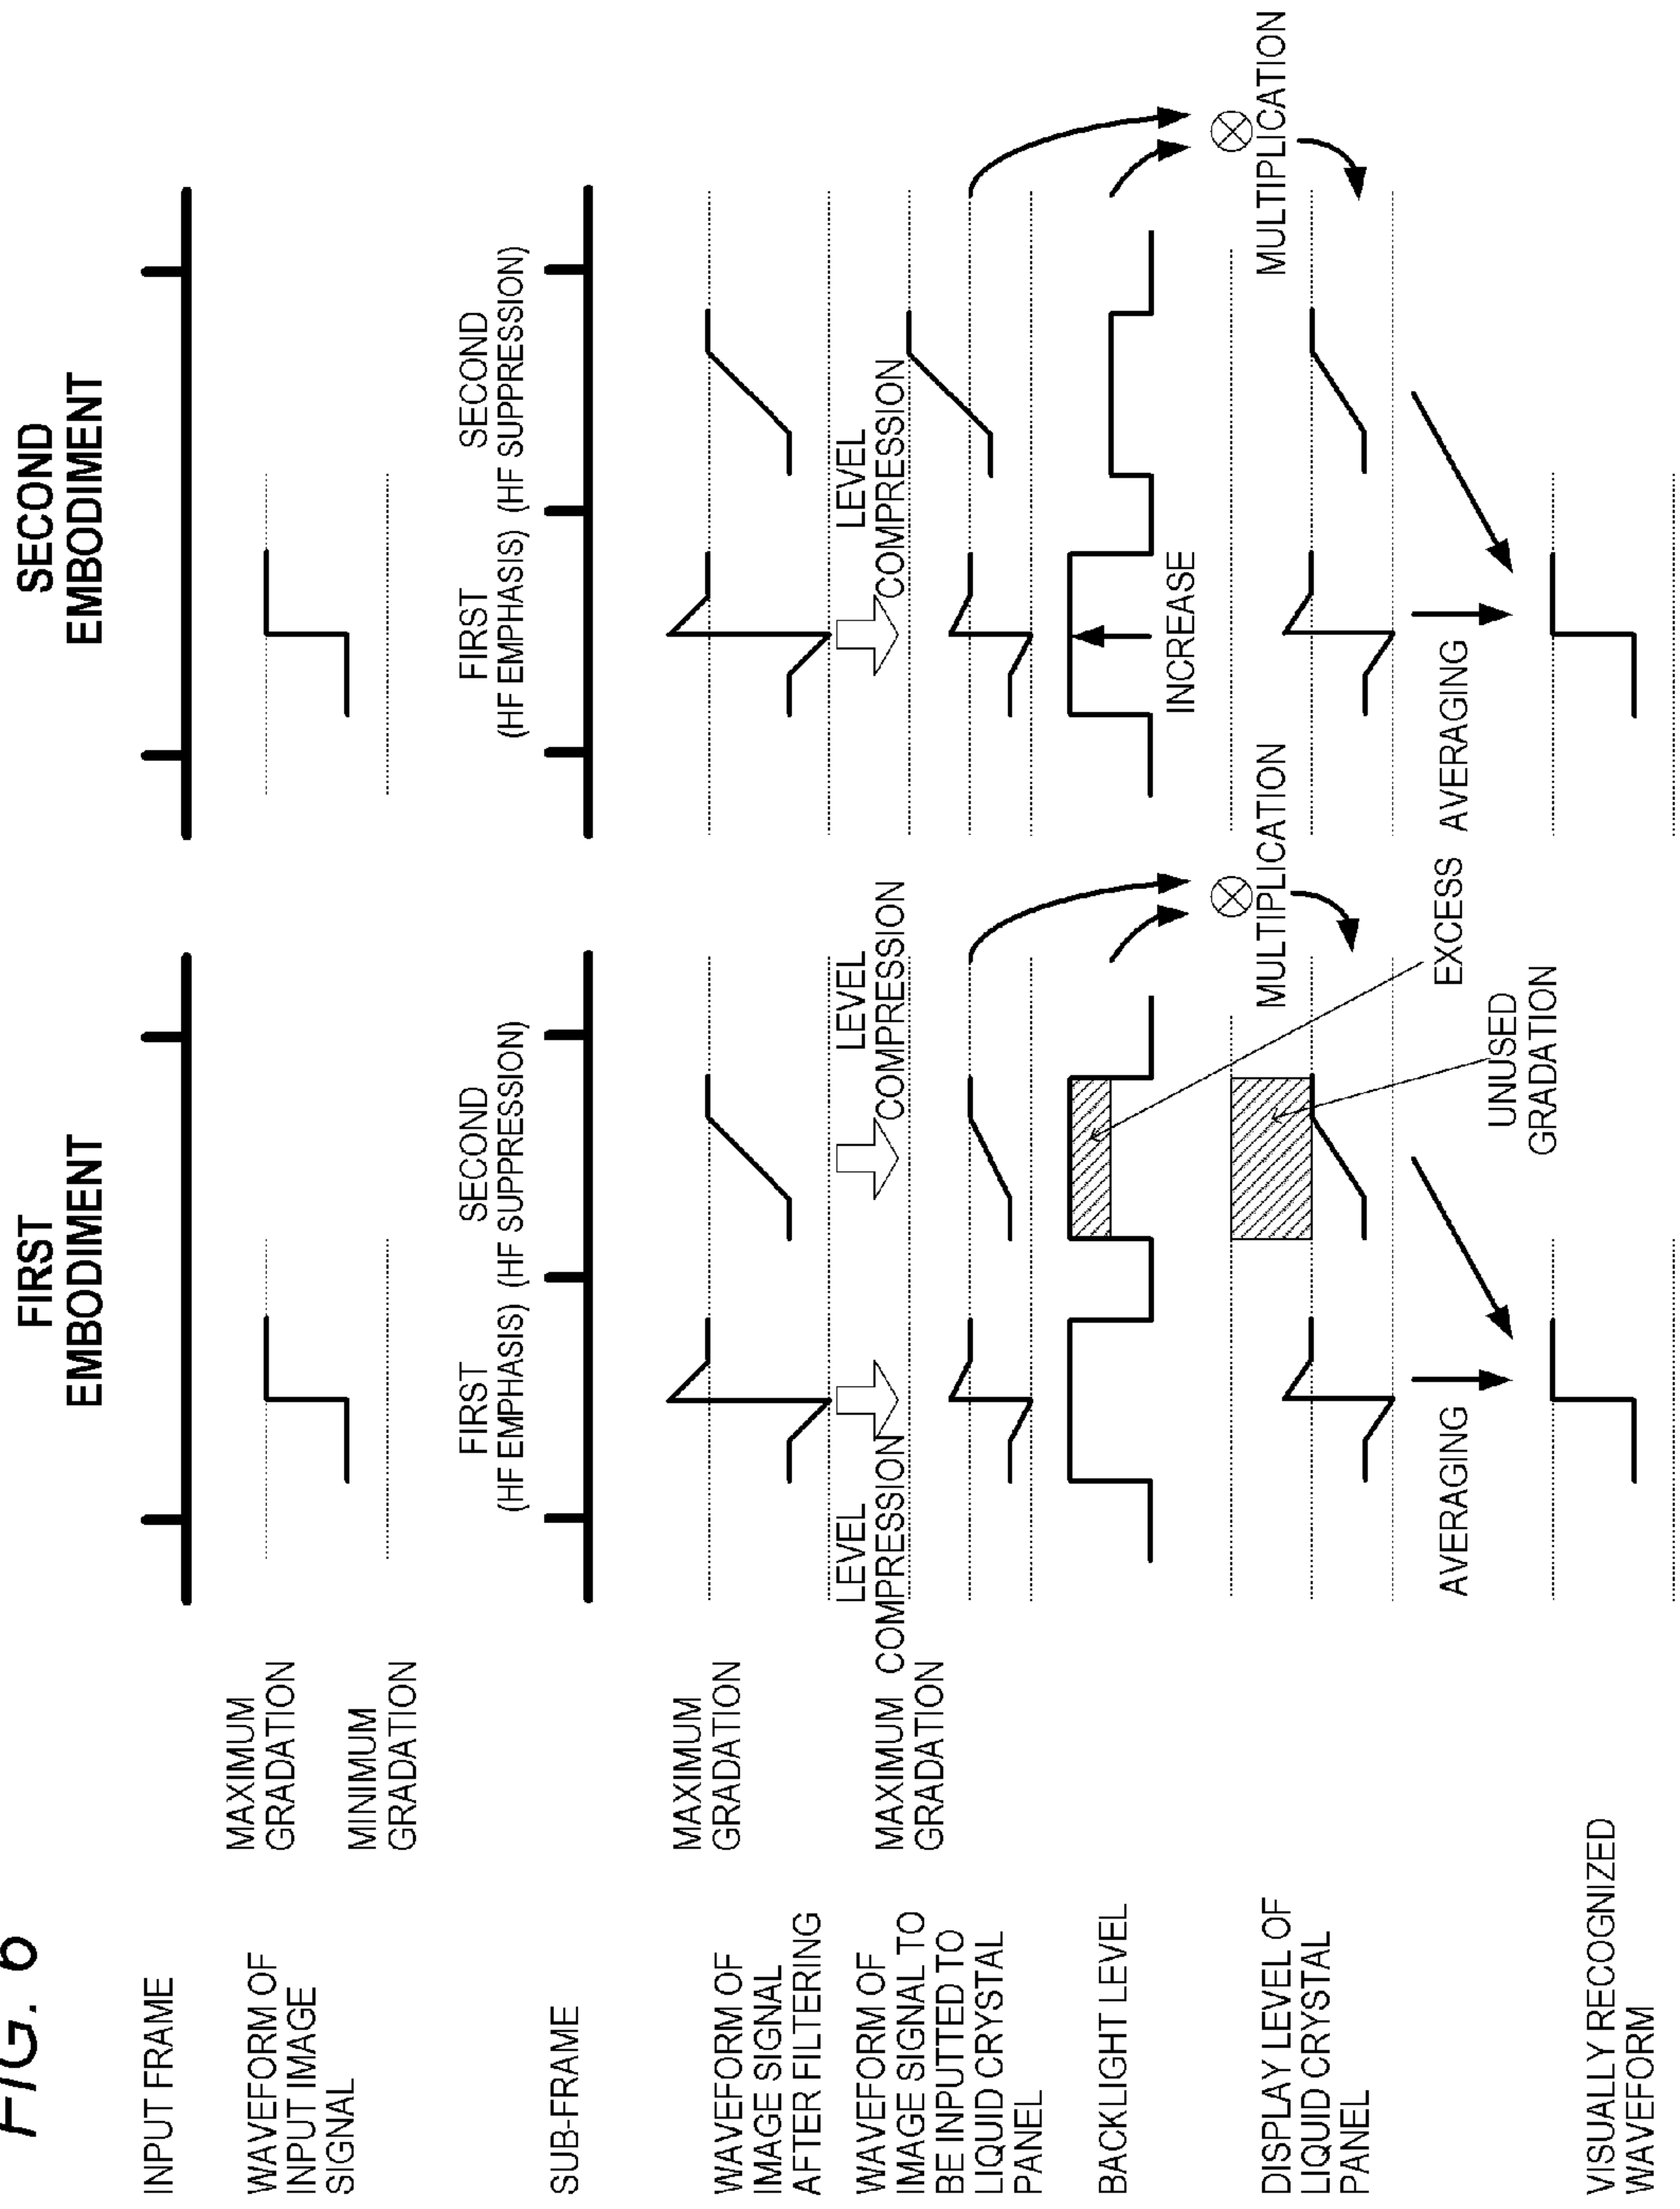 FIG. 6
FIRST
EMBODIMENT
SECOND
EMBODIMENT
INPUT FRAME
WAVEFORM OF
INPUT IMAGE
SIGNAL
MAXIMUM
GRADATION
MINIMUM
GRADATION
SUB-FRAME
FIRST
(HF EMPHASIS)
SECOND
(HF SUPPRESSION)
FIRST
(HF EMPHASIS)
SECOND
(HF SUPPRESSION)
WAVEFORM OF
IMAGE SIGNAL
AFTER FILTERING
MAXIMUM
GRADATION
LEVEL
COMPRESSION
LEVEL
COMPRESSION
LEVEL
COMPRESSION
WAVEFORM OF
IMAGE SIGNAL TO
BE INPUTTED TO
LIQUID CRYSTAL
PANEL
MAXIMUM
GRADATION
BACKLIGHT LEVEL
INCREASE
MULTIPLICATION
MULTIPLICATION
DISPLAY LEVEL OF
LIQUID CRYSTAL
PANEL
AVERAGING
EXCESS
AVERAGING
UNUSED
GRADATION
VISUALLY RECOGNIZED
WAVEFORM